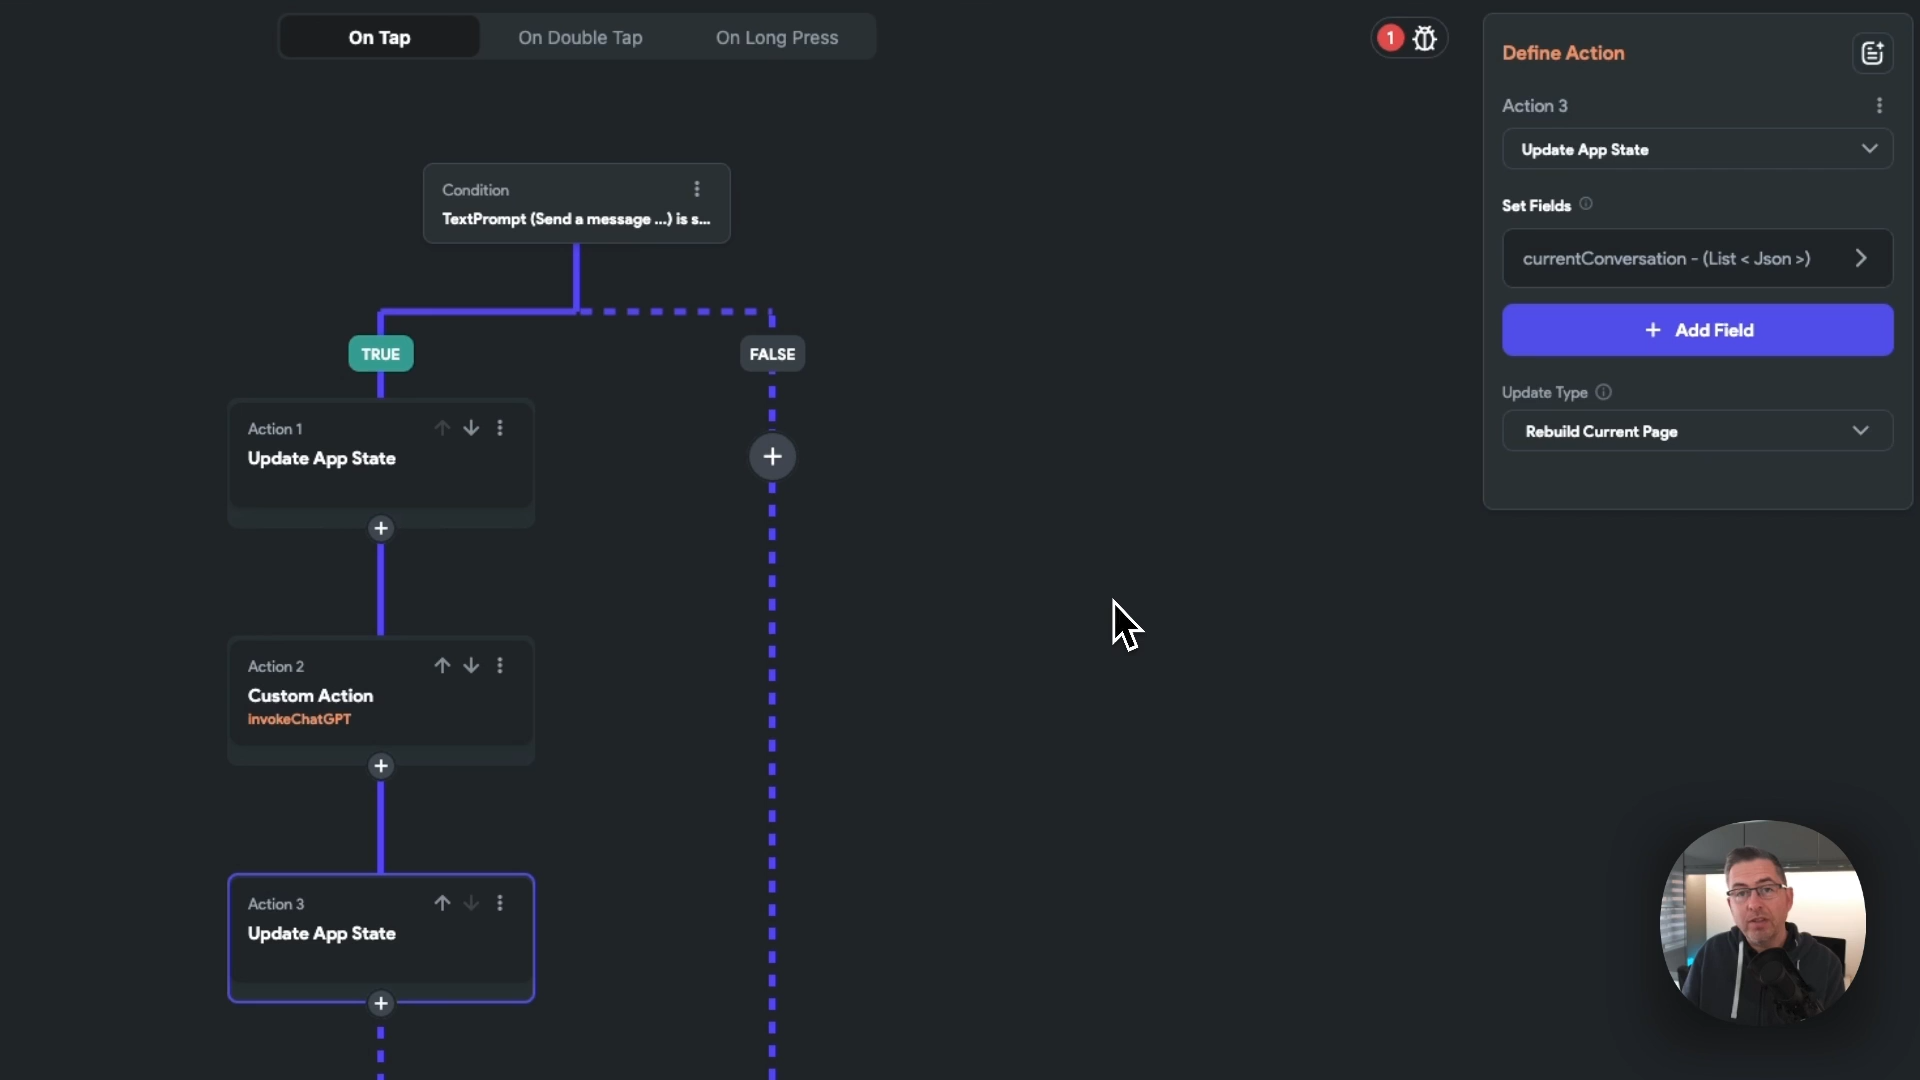 On Tap
On Double Tap
On Long Press
1
Define Action
Action 3
Update App State
Set Fields
currentConversation - (List < Json >)
+ Add Field
Update Type
Rebuild Current Page
Condition
TextPrompt (Send a message ...) is s...
TRUE
FALSE
Action 1
Update App State
Action 2
Custom Action
invokeChatGPT
Action 3
Update App State